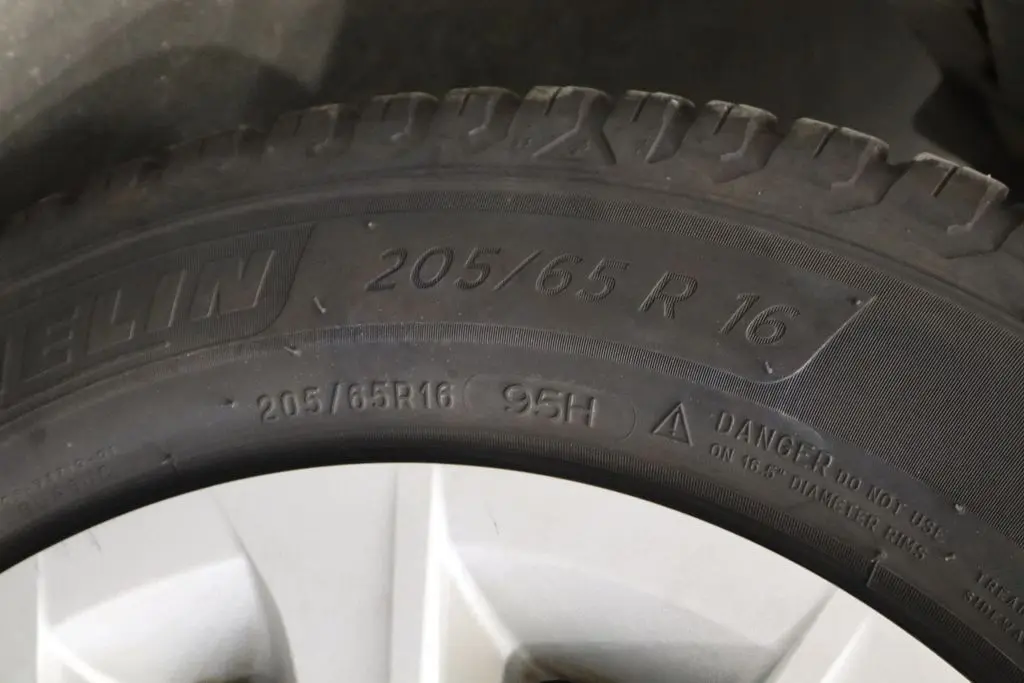 ELIN
205/65 R 16
205/65R16 95H DANGER DO NOT USE
ON 16.5" DIAMETER RIMS